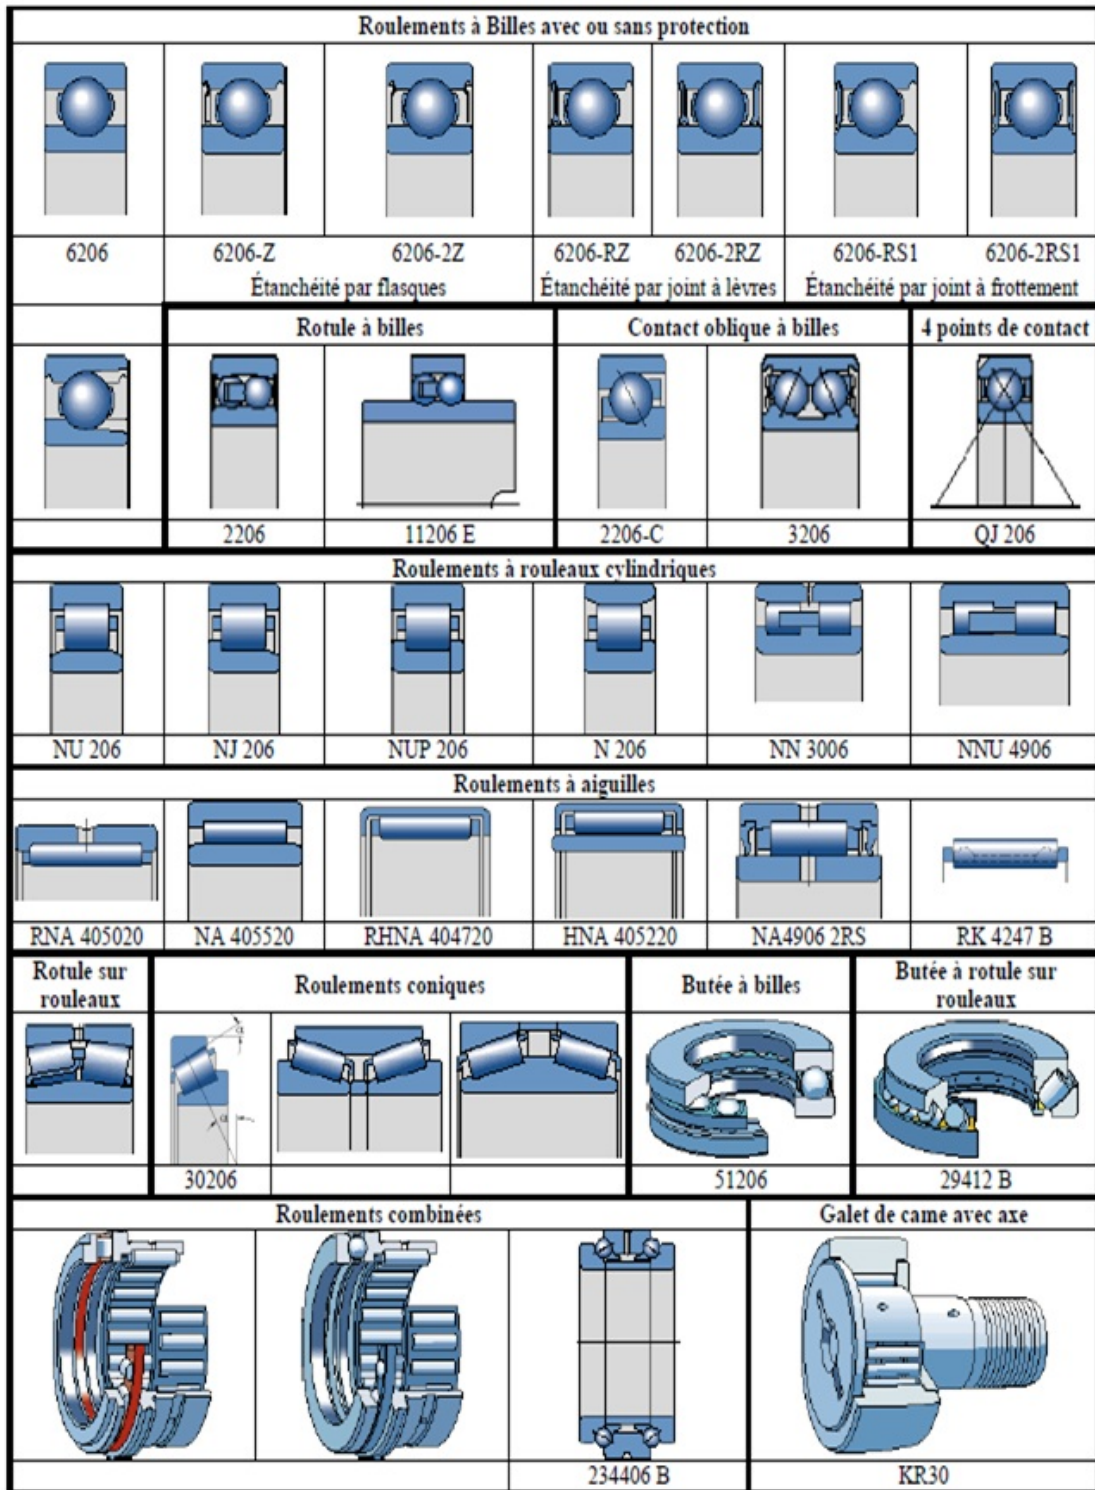 Roulements à Billes avec ou sans protection
6206 6206-Z 6206-2Z 6206-RZ 6206-2RZ 6206-RS1 6206-2RS1
Étanchéité par flasques Étanchéité par joint à lèvres Étanchéité par joint à frottement
Rotule à billes Contact oblique à billes 4 points de contact
2206 11206 E 2206-C 3206 QJ 206
Roulements à rouleaux cylindriques
NU 206 NJ 206 NUP 206 N 206 NN 3006 NNU 4906
Roulements à aiguilles
RNA 405020 NA 405520 RHNA 404720 HNA 405220 NA4906 2RS RK 4247 B
Rotule sur rouleaux Roulements coniques Butée à billes Butée à rotule sur rouleaux
α
α
30206 51206 29412 B
Roulements combinées Galet de came avec axe
234406 B KR30